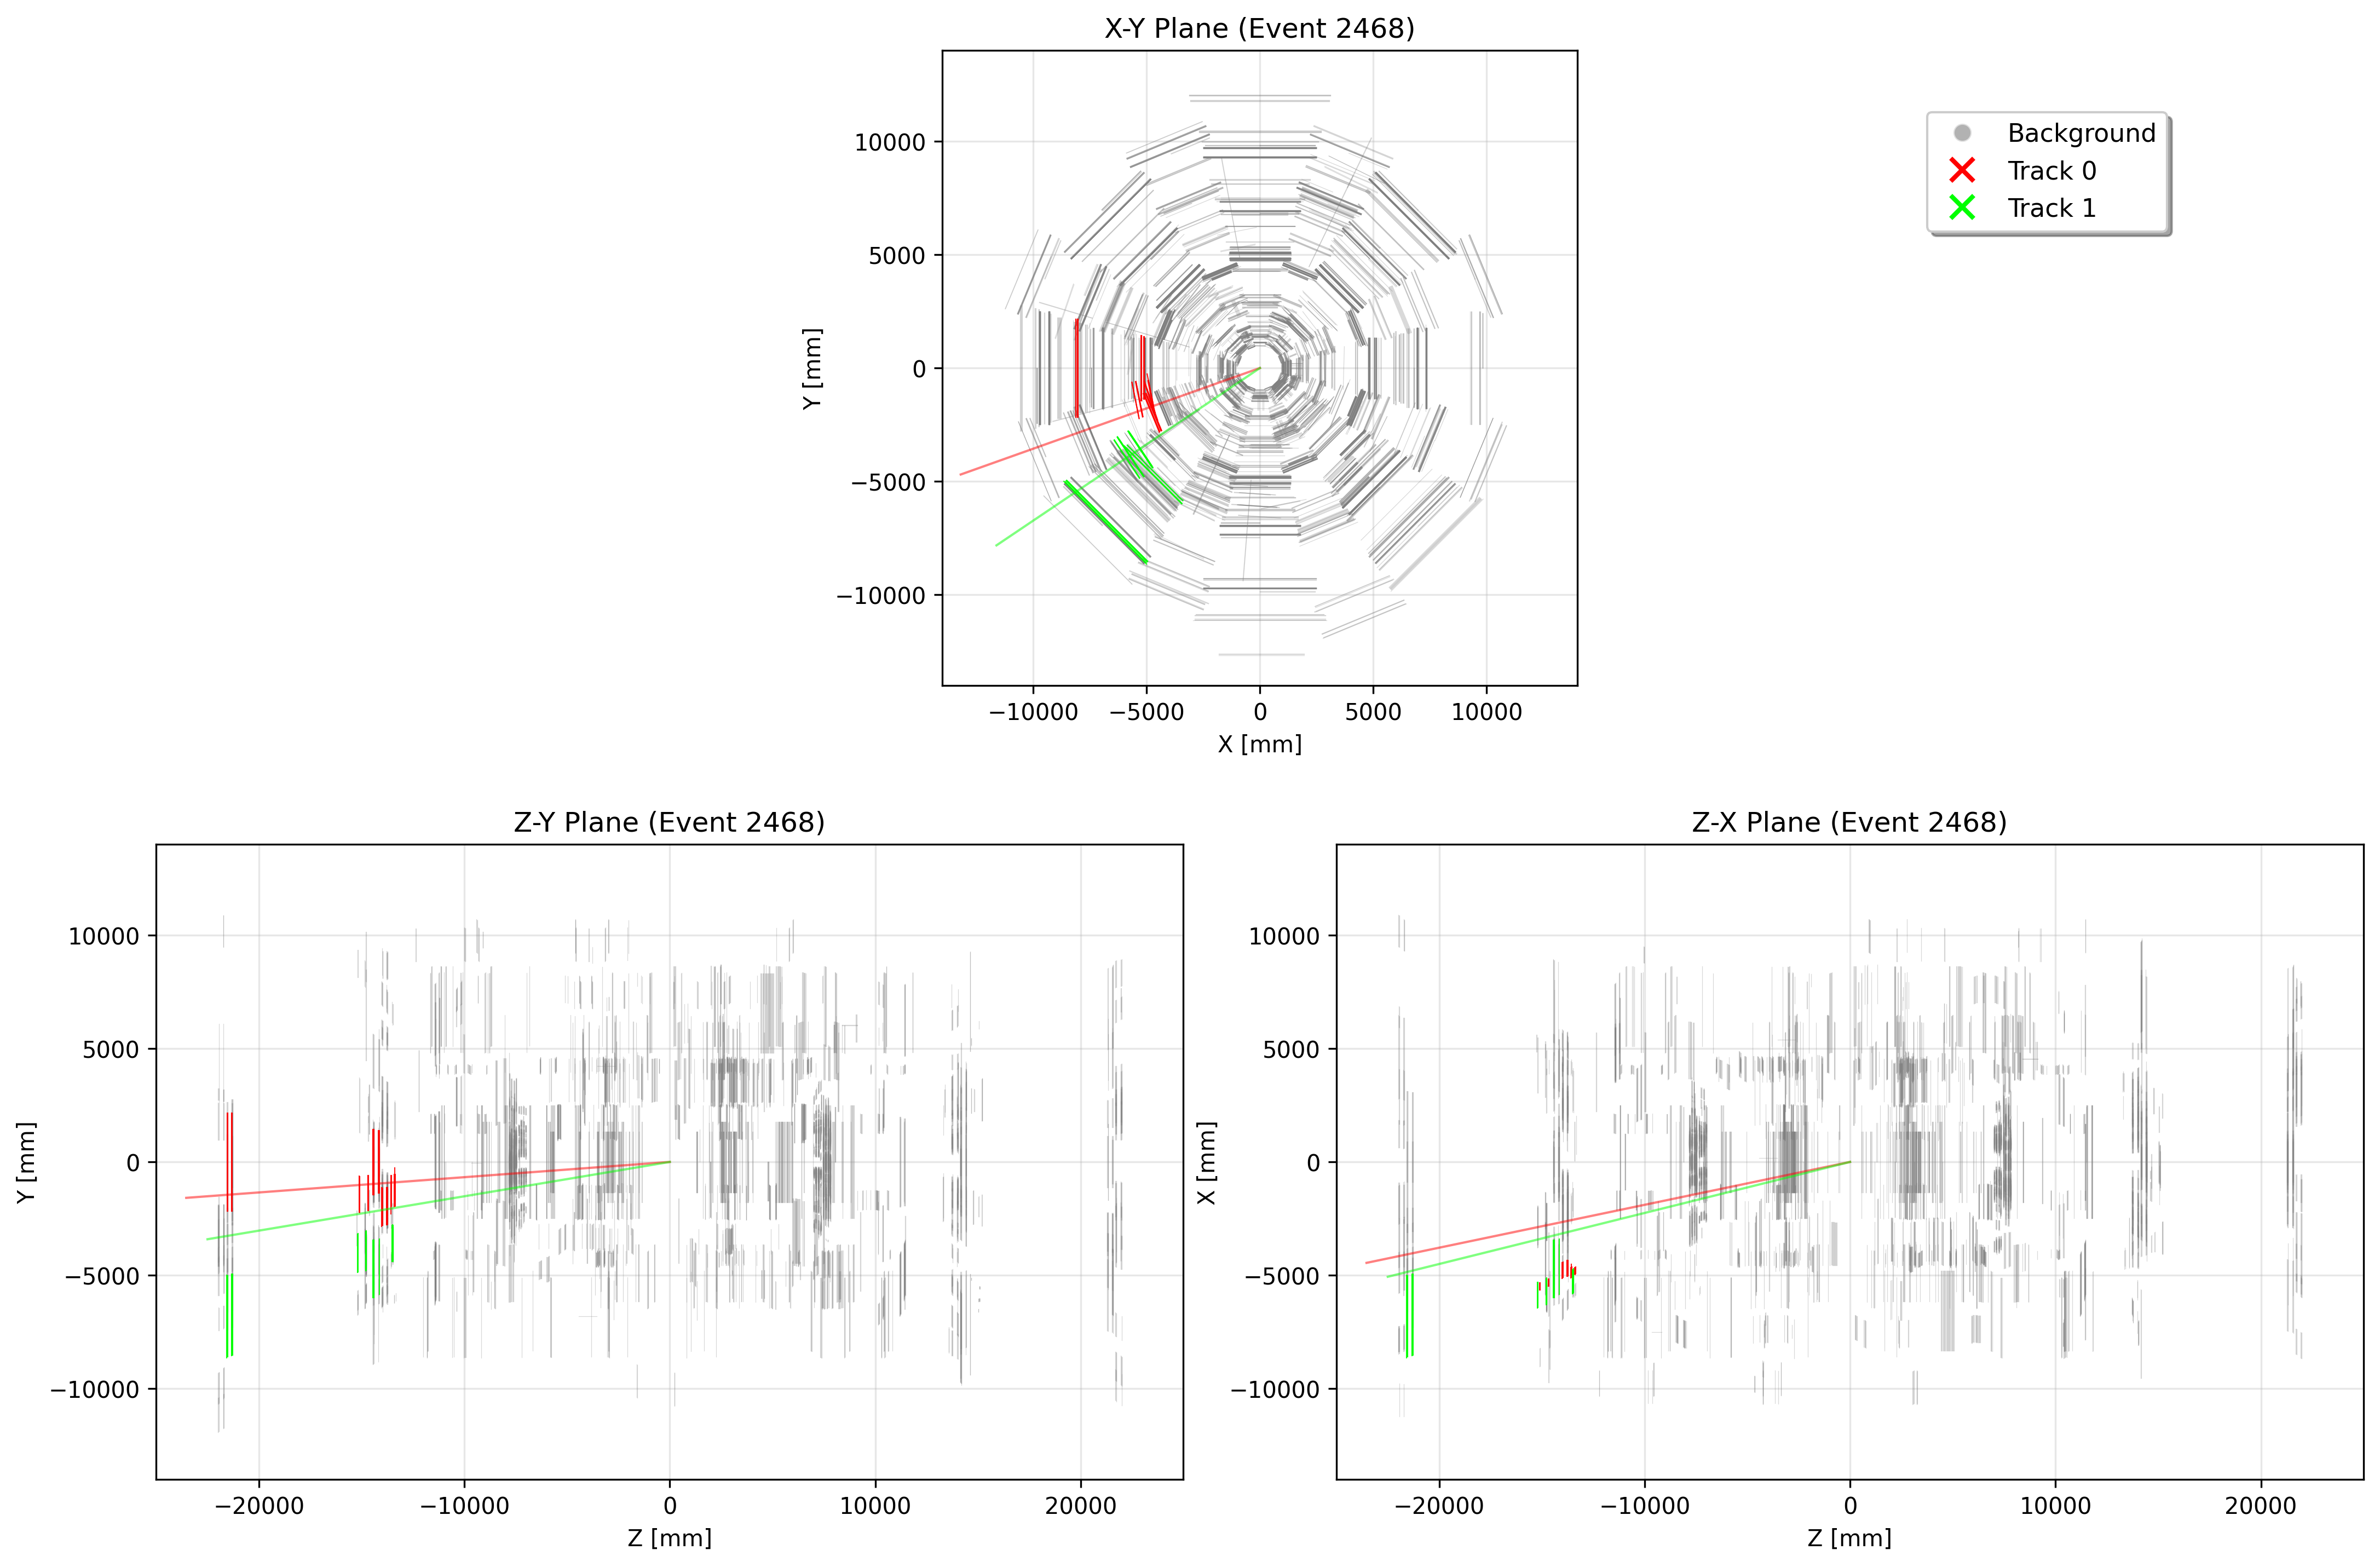 X-Y Plane (Event 2468)
Background
Track 0
Track 1
10000
5000
0
−5000
−10000
Y [mm]
−10000 −5000 0 5000 10000
X [mm]
Z-Y Plane (Event 2468)
10000
5000
0
−5000
−10000
Y [mm]
−20000 −10000 0 10000 20000
Z [mm]
Z-X Plane (Event 2468)
10000
5000
0
−5000
−10000
X [mm]
−20000 −10000 0 10000 20000
Z [mm]